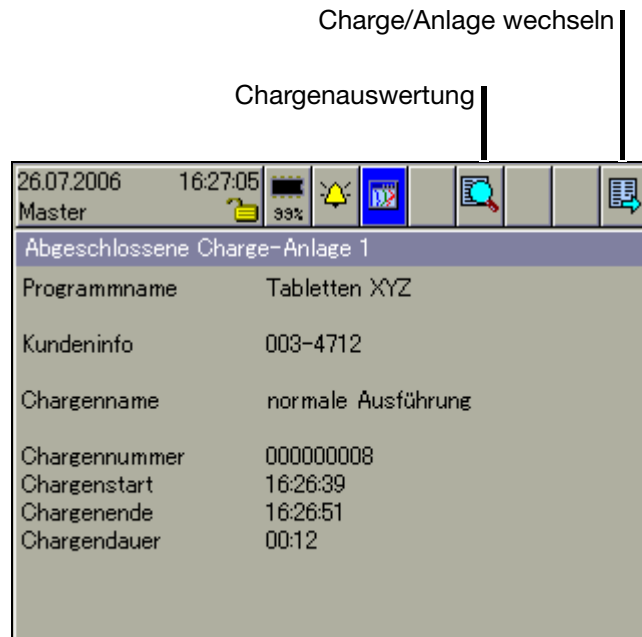 Charge/Anlage wechseln
Chargenauswertung
26.07.2006 16:27:05
Master 99%
Abgeschlossene Charge-Anlage 1
Programmname Tabletten XYZ
Kundeninfo 003-4712
Chargenname normale Ausführung
Chargennummer 000000008
Chargenstart 16:26:39
Chargenende 16:26:51
Chargendauer 00:12